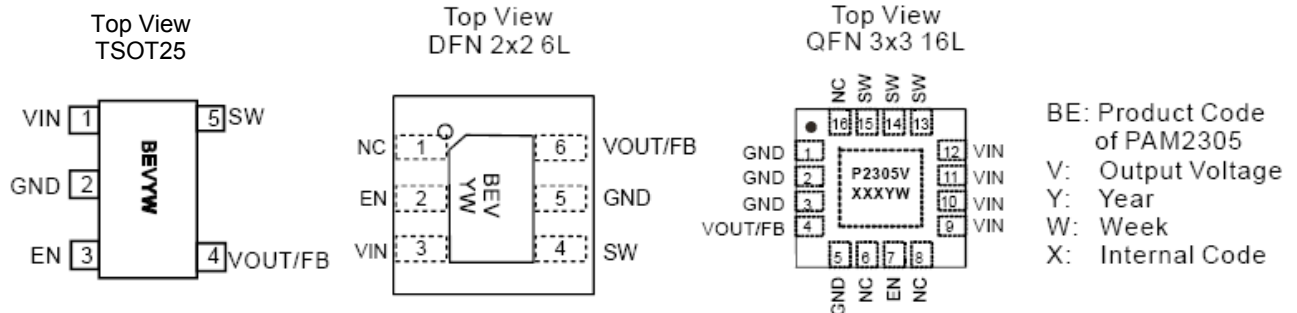 Top View
TSOT25
VIN 1
5 SW
GND 2
EN 3
4 VOUT/FB
BEVYW
Top View
DFN 2x2 6L
NC 1
6 VOUT/FB
EN 2
5 GND
VIN 3
4 SW
BEV
YW
Top View
QFN 3x3 16L
NC SW SW SW
16 15 14 13
GND 1
GND 2
GND 3
VOUT/FB 4
P2305V
XXXYW
12 VIN
11 VIN
10 VIN
9 VIN
5 6 7 8
GND NC EN NC
BE: Product Code
of PAM2305
V: Output Voltage
Y: Year
W: Week
X: Internal Code